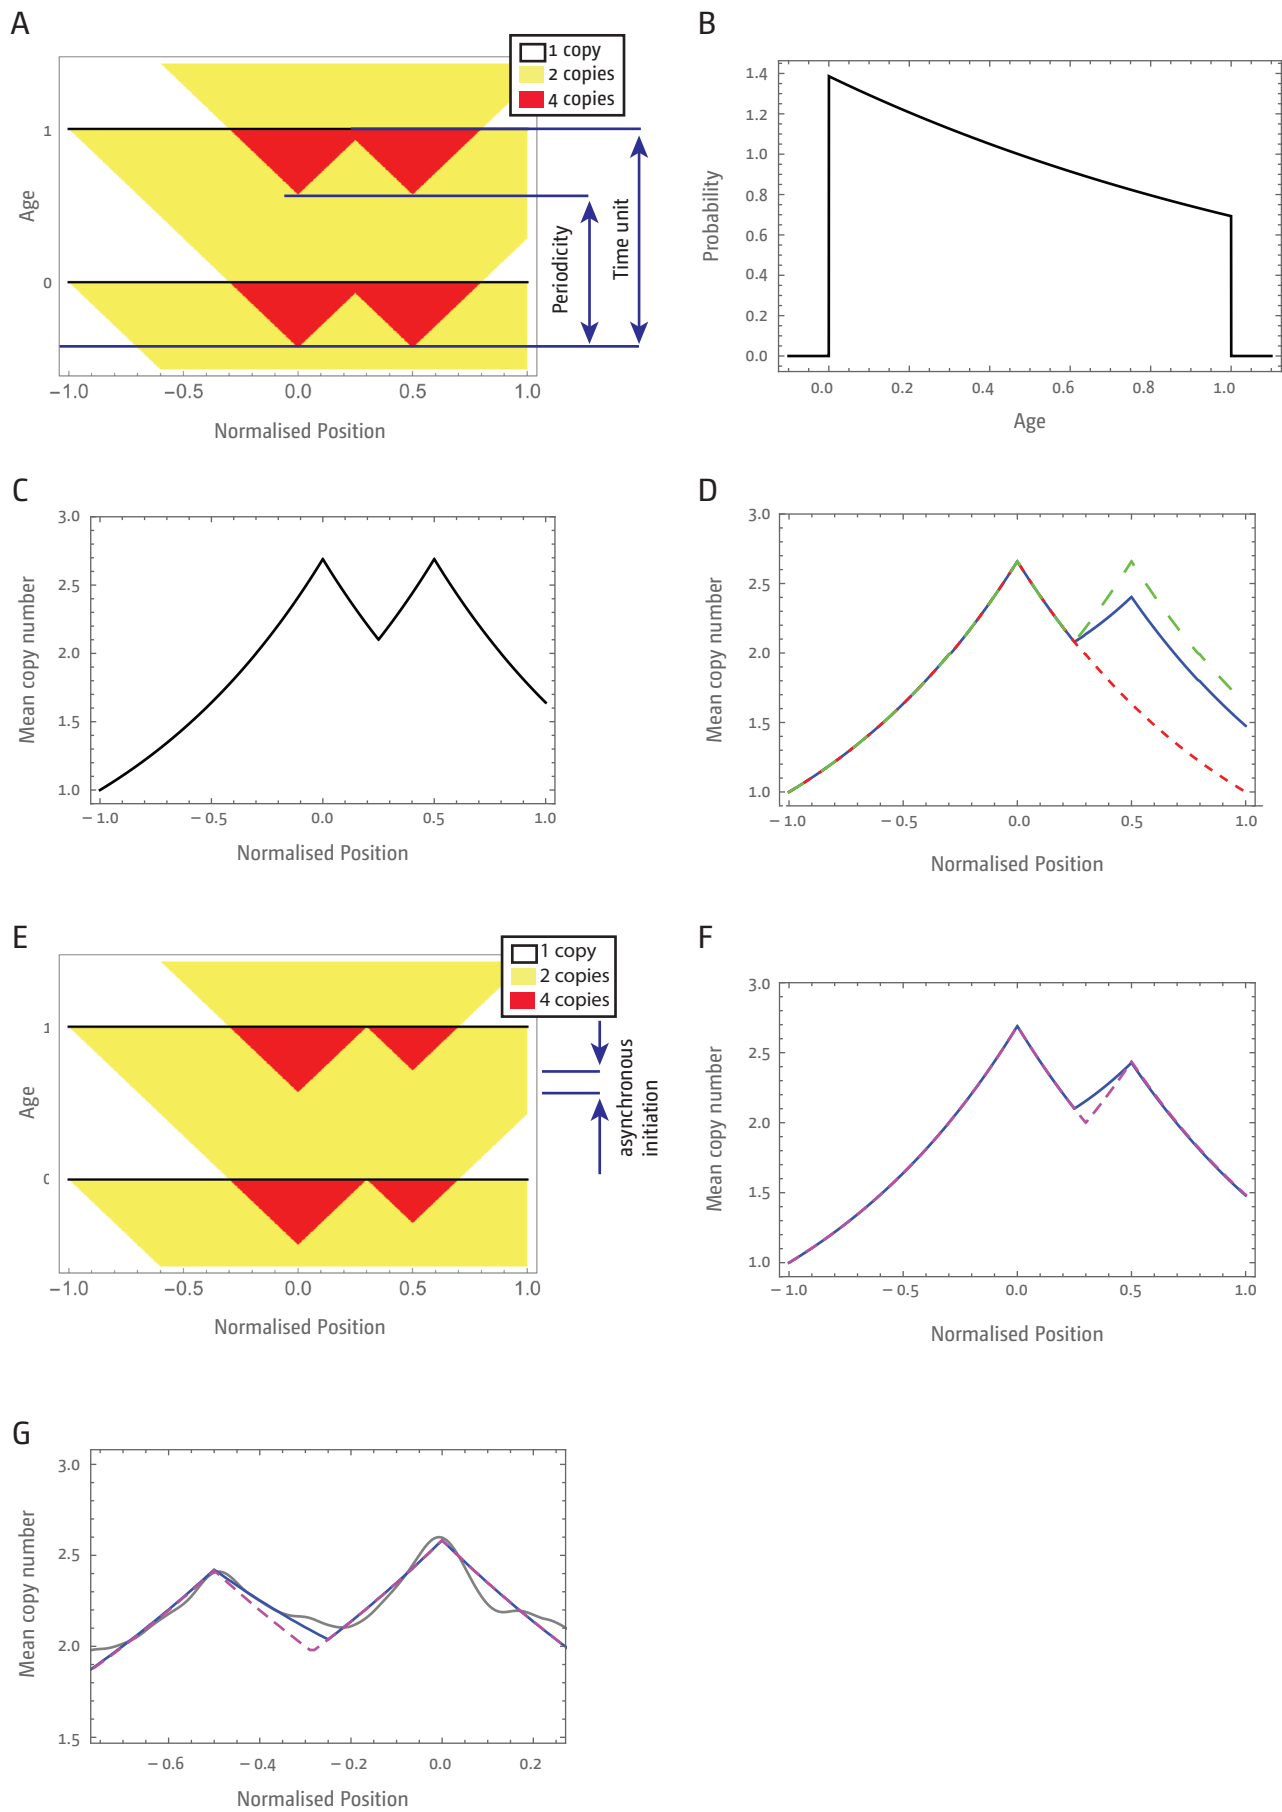 A
1 copy
2 copies
4 copies
1
0
Age
−1.0 −0.5 0.0 0.5 1.0
Normalised Position
Periodicity
Time unit
B
1.4
1.2
1.0
0.8
0.6
0.4
0.2
0.0
Probability
0.0 0.2 0.4 0.6 0.8 1.0
Age
C
3.0
2.5
2.0
1.5
1.0
Mean copy number
−1.0 −0.5 0.0 0.5 1.0
Normalised Position
D
3.0
2.5
2.0
1.5
1.0
Mean copy number
−1.0 −0.5 0.0 0.5 1.0
Normalised Position
E
1 copy
2 copies
4 copies
1
0
Age
−1.0 −0.5 0.0 0.5 1.0
Normalised Position
asynchronous
initiation
F
3.0
2.5
2.0
1.5
1.0
Mean copy number
−1.0 −0.5 0.0 0.5 1.0
Normalised Position
G
3.0
2.5
2.0
1.5
Mean copy number
−0.6 −0.4 −0.2 0.0 0.2
Normalised Position